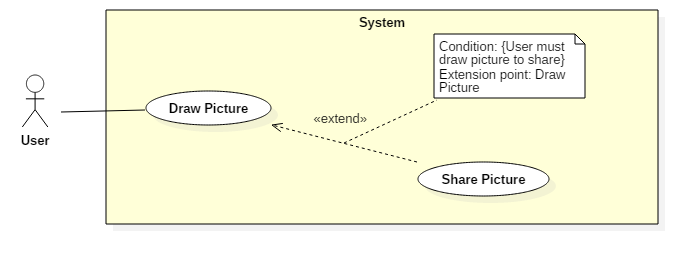 System
Condition: {User must
draw picture to share}
Extension point: Draw
Picture
Draw Picture
«extend»
User
Share Picture